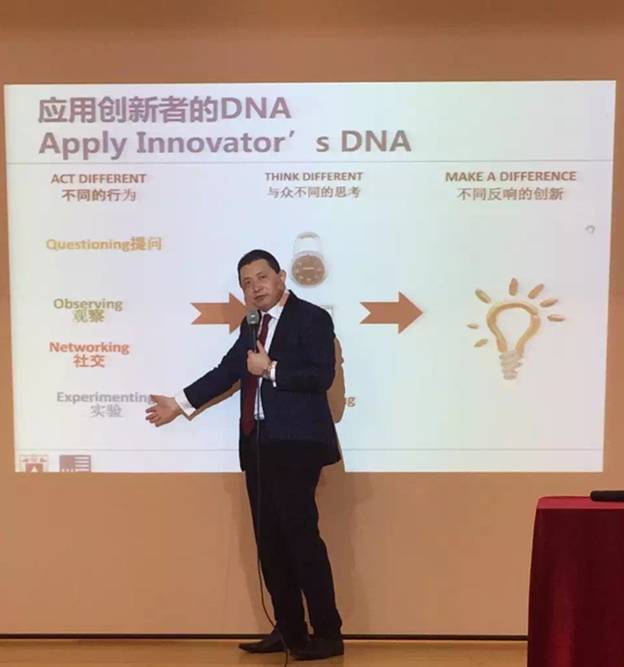 应用创新者的DNA
Apply Innovator's DNA
ACT DIFFERENT
不同的行为
THINK DIFFERENT
与众不同的思考
MAKE A DIFFERENCE
不同反响的创新
Questioning提问
Observing
观察
Networking
社交
Experimenting
实验